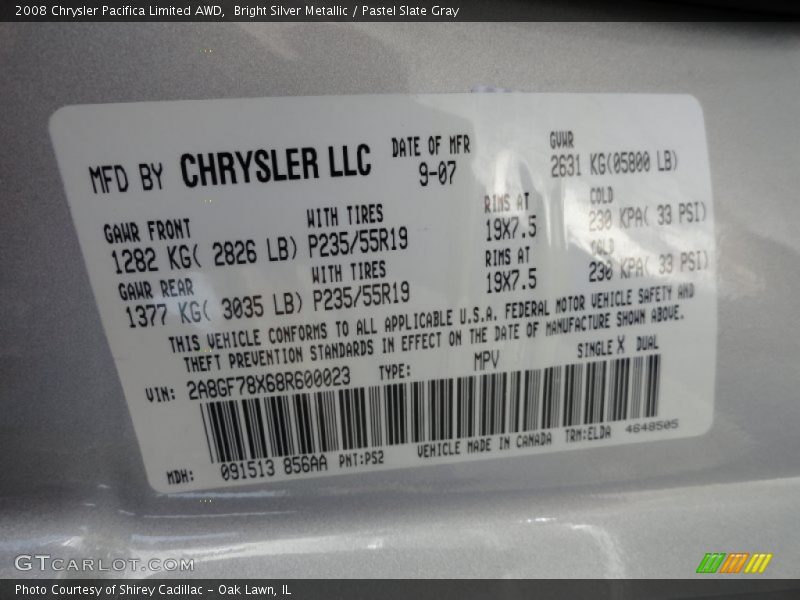 2008 Chrysler Pacifica Limited AWD,  Bright Silver Metallic / Pastel Slate Gray
MFD BY CHRYSLER LLC DATE OF MFR 9-07 GVWR 2631 KG(05800 LB)
GAWR FRONT WITH TIRES RIMS AT COLD
1282 KG( 2826 LB) P235/55R19 19X7.5 230 KPA( 33 PSI)
GAWR REAR WITH TIRES RIMS AT COLD
1377 KG( 3035 LB) P235/55R19 19X7.5 230 KPA( 33 PSI)
THIS VEHICLE CONFORMS TO ALL APPLICABLE U.S.A. FEDERAL MOTOR VEHICLE SAFETY AND
THEFT PREVENTION STANDARDS IN EFFECT ON THE DATE OF MANUFACTURE SHOWN ABOVE.
VIN: 2A8GF78X68R600023 TYPE: MPV SINGLE X DUAL
MDH: 091513 856AA PNT:PS2 VEHICLE MADE IN CANADA TRM:ELDA 4648505
GTCARLOT.COM
Photo Courtesy of Shirey Cadillac - Oak Lawn, IL